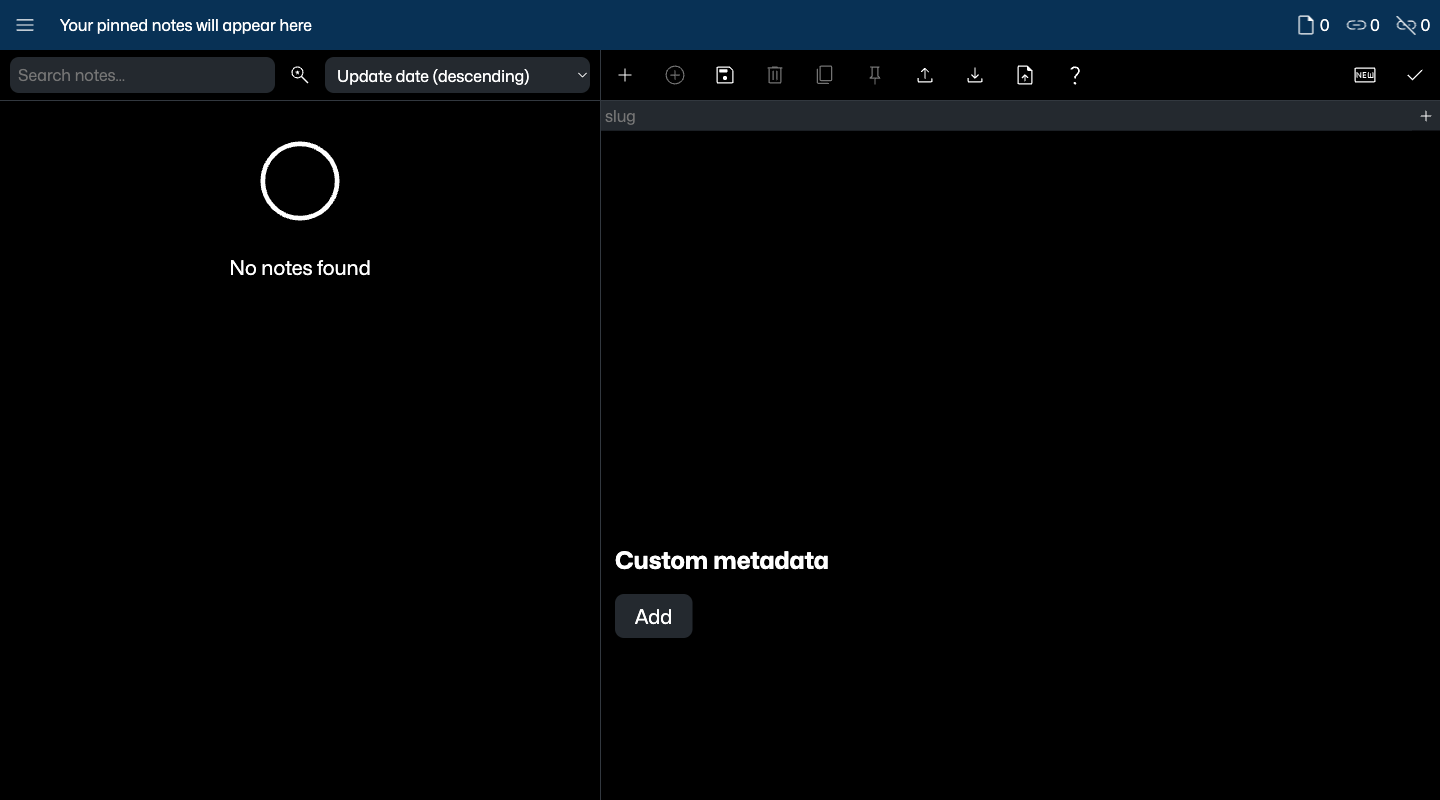 Your pinned notes will appear here
0
0
0
Search notes...
Update date (descending)
NEW
slug
No notes found
Custom metadata
Add